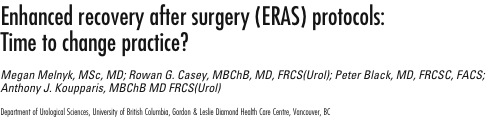 Enhanced recovery after surgery (ERAS) protocols:
Time to change practice?
Megan Melnyk, MSc, MD; Rowan G. Casey, MBChB, MD, FRCS(Urol); Peter Black, MD, FRCSC, FACS;
Anthony J. Koupparis, MBChB MD FRCS(Urol)
Department of Urological Sciences, University of British Columbia, Gordon & Leslie Diamond Health Care Centre, Vancouver, BC